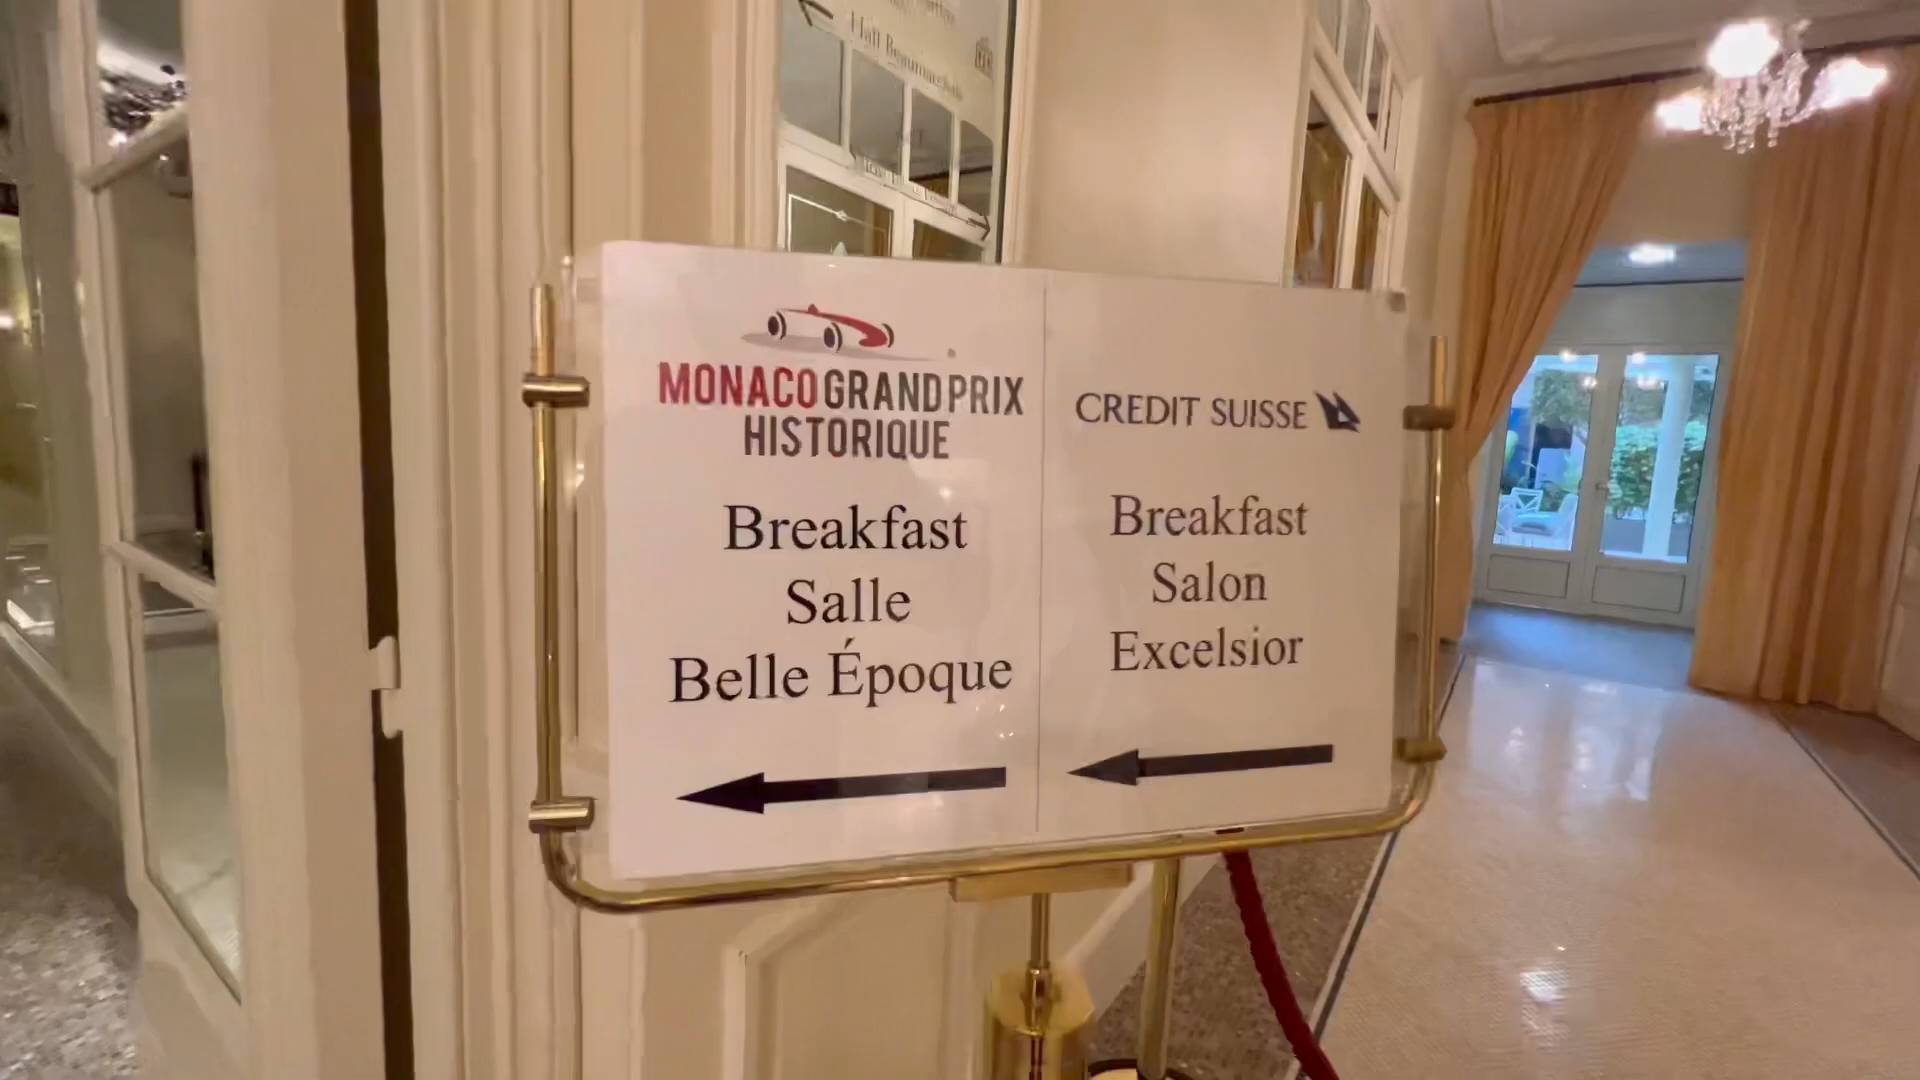 MONACO GRAND PRIX
HISTORIQUE
Breakfast
Salle
Belle Époque
CREDIT SUISSE
Breakfast
Salon
Excelsior